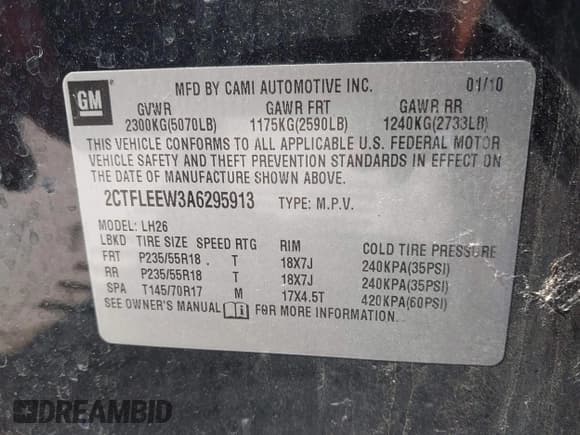 GM
MFD BY CAMI AUTOMOTIVE INC. 01/10
GVWR GAWR FRT GAWR RR
2300KG(5070LB) 1175KG(2590LB) 1240KG(2733LB)
THIS VEHICLE CONFORMS TO ALL APPLICABLE U.S. FEDERAL MOTOR
VEHICLE SAFETY AND THEFT PREVENTION STANDARDS IN EFFECT ON
THE DATE OF MANUFACTURE SHOWN ABOVE.
2CTFLEEW3A6295913 TYPE: M.P.V.
MODEL: LH26
LBKD TIRE SIZE SPEED RTG RIM COLD TIRE PRESSURE
FRT P235/55R18 T 18X7J 240KPA(35PSI)
RR P235/55R18 T 18X7J 240KPA(35PSI)
SPA T145/70R17 M 17X4.5T 420KPA(60PSI)
SEE OWNER'S MANUAL FOR MORE INFORMATION.
DREAMBID